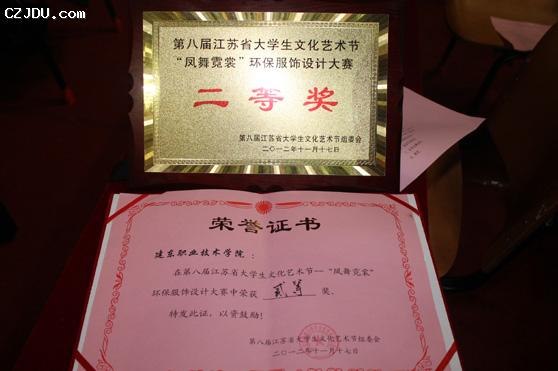 CZJDU.com
第八届江苏省大学生文化艺术节
“凤舞霓裳”环保服饰设计大赛
二等奖
第八届江苏省大学生文化艺术节组委会
二〇一二年十一月十七日
荣誉证书
建东职业技术学院：
在第八届江苏省大学生文化艺术节—“凤舞霓裳”
环保服饰设计大赛中荣获 贰等 奖。
特发此证，以资鼓励！
第八届江苏省大学生文化艺术节组委会
二〇一二年十一月十七日